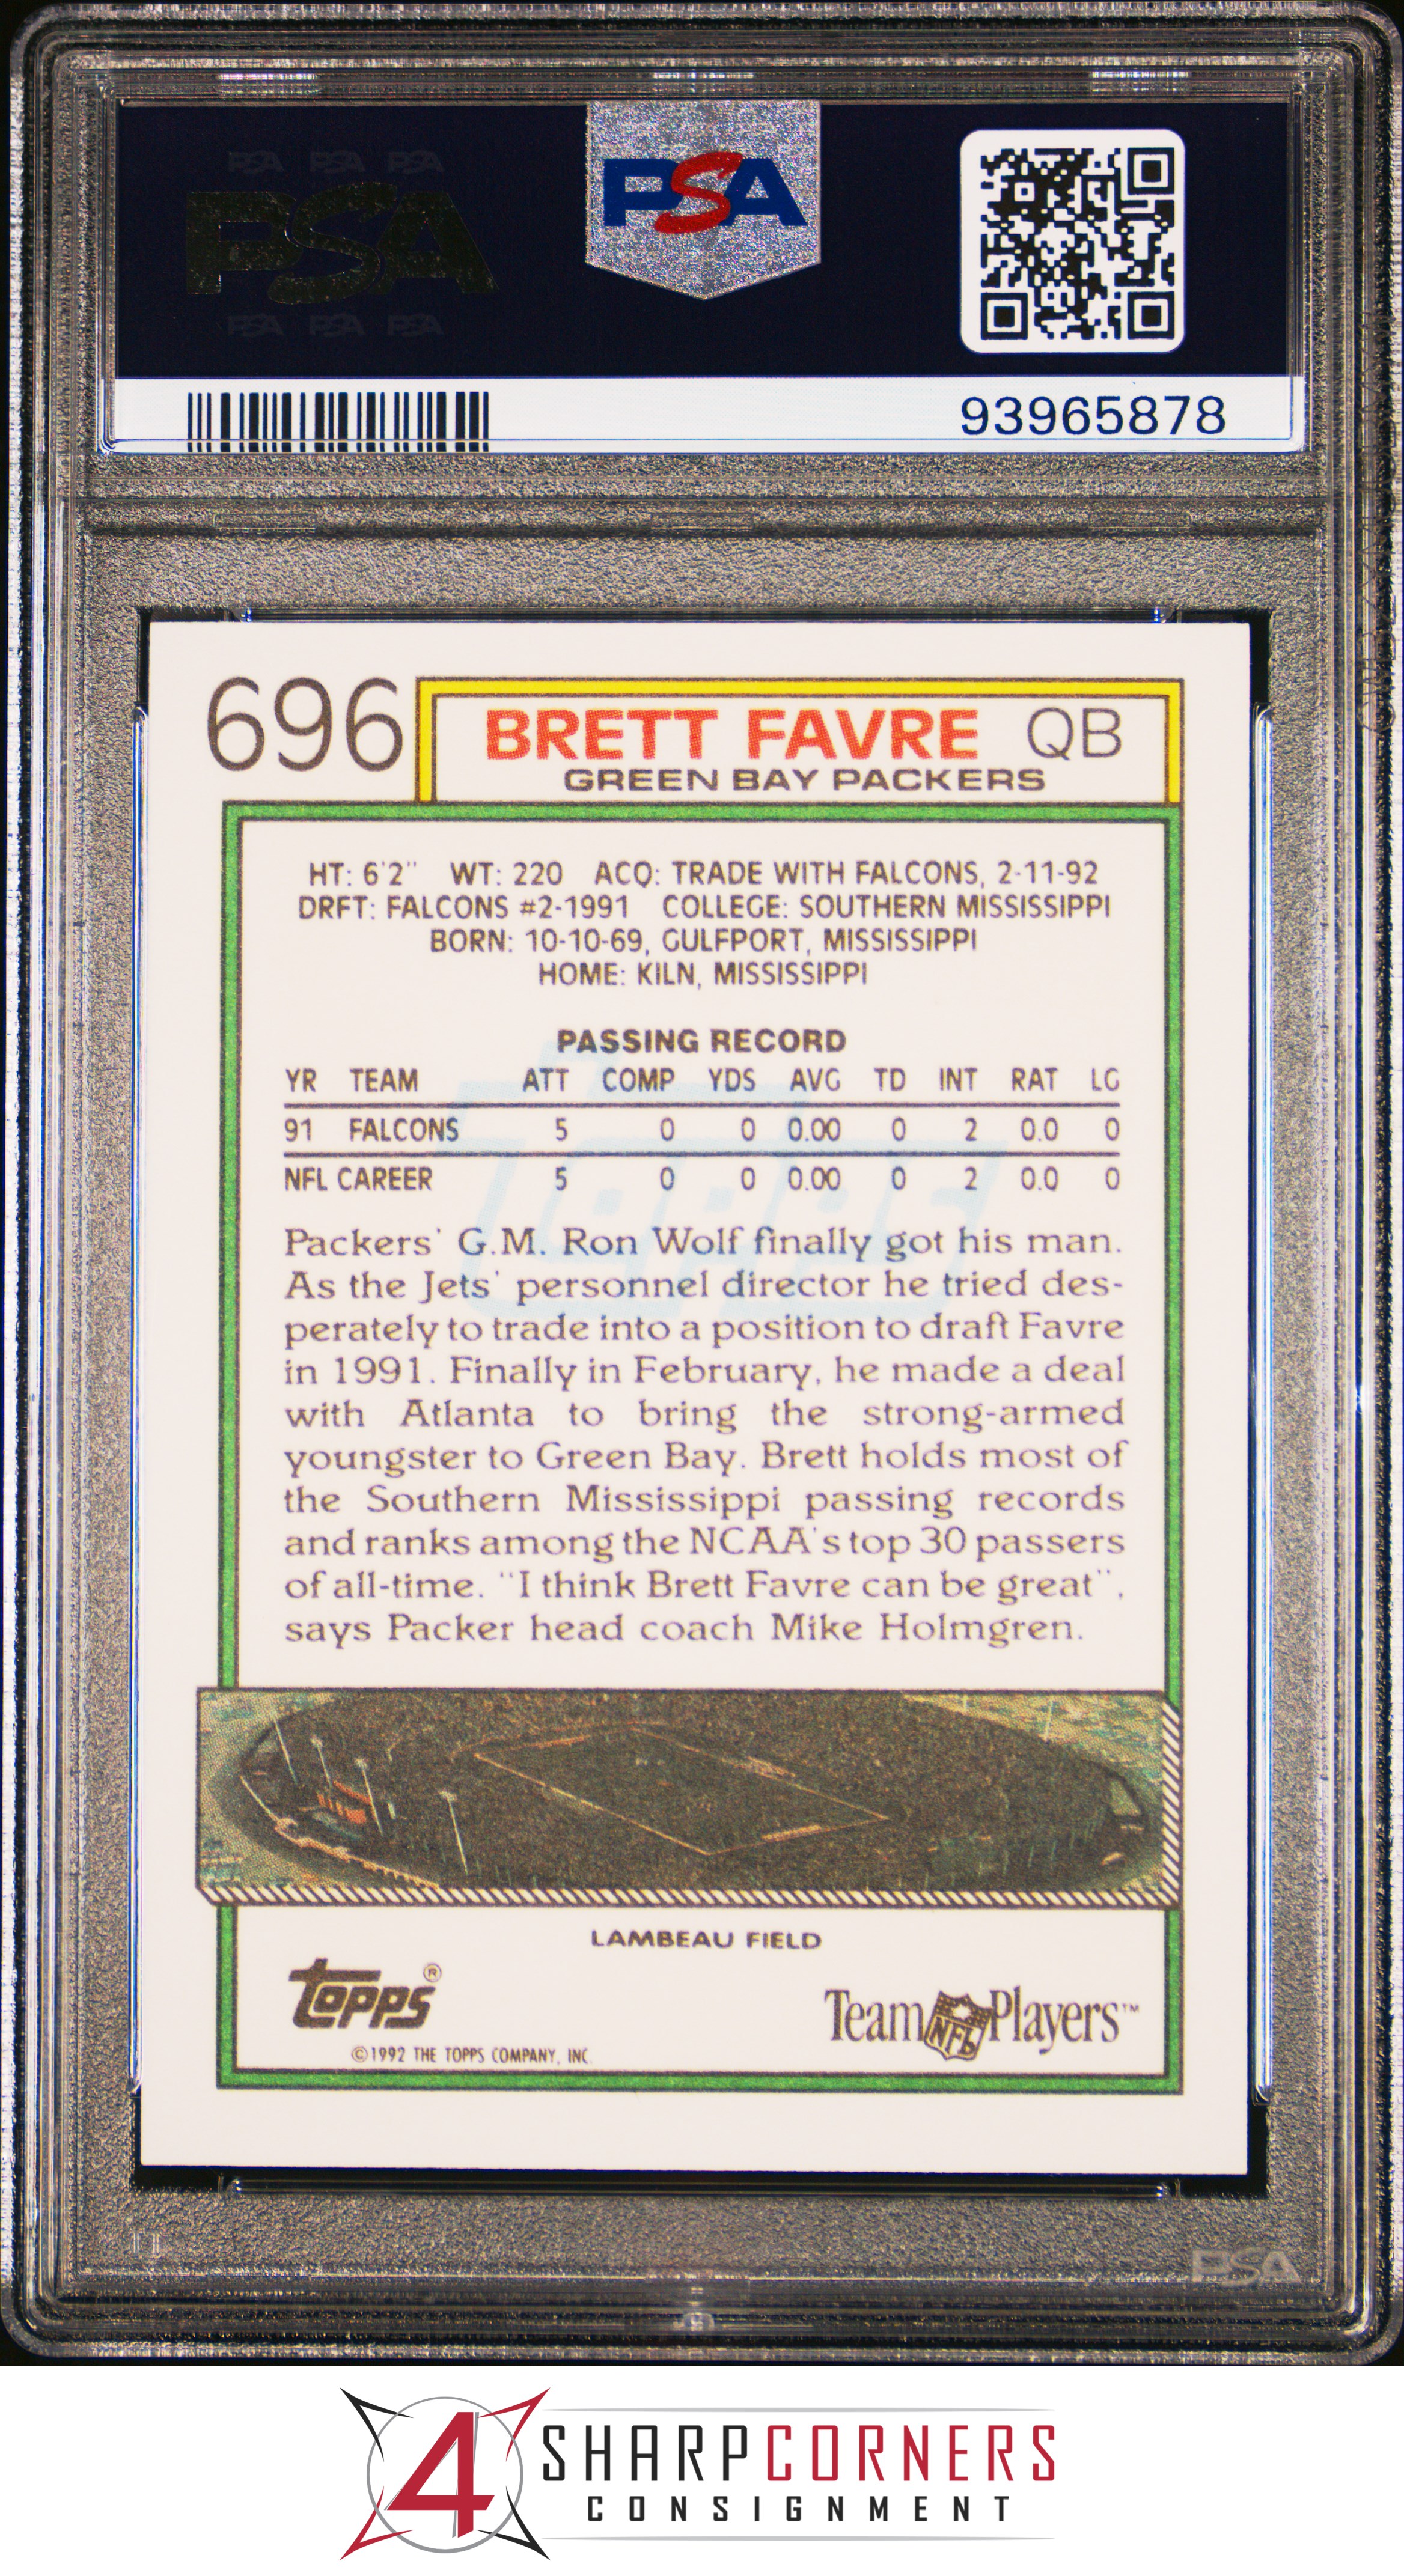 PSA PSA PSA
PSA
PSA PSA PSA
PSA
93965878
696
BRETT FAVRE QB
GREEN BAY PACKERS
HT: 6'2" WT: 220 ACQ: TRADE WITH FALCONS, 2-11-92
DRFT: FALCONS #2-1991 COLLEGE: SOUTHERN MISSISSIPPI
BORN: 10-10-69, GULFPORT, MISSISSIPPI
HOME: KILN, MISSISSIPPI
PASSING RECORD
YR TEAM ATT COMP YDS AVG TD INT RAT LG
91 FALCONS 5 0 0 0.00 0 2 0.0 0
NFL CAREER 5 0 0 0.00 0 2 0.0 0
topps
Packers' G.M. Ron Wolf finally got his man.
As the Jets' personnel director he tried des-
perately to trade into a position to draft Favre
in 1991. Finally in February, he made a deal
with Atlanta to bring the strong-armed
youngster to Green Bay. Brett holds most of
the Southern Mississippi passing records
and ranks among the NCAA's top 30 passers
of all-time. "I think Brett Favre can be great",
says Packer head coach Mike Holmgren.
LAMBEAU FIELD
topps®
©1992 THE TOPPS COMPANY, INC.
Team NFL Players™
PSA
4 SHARPCORNERS
CONSIGNMENT